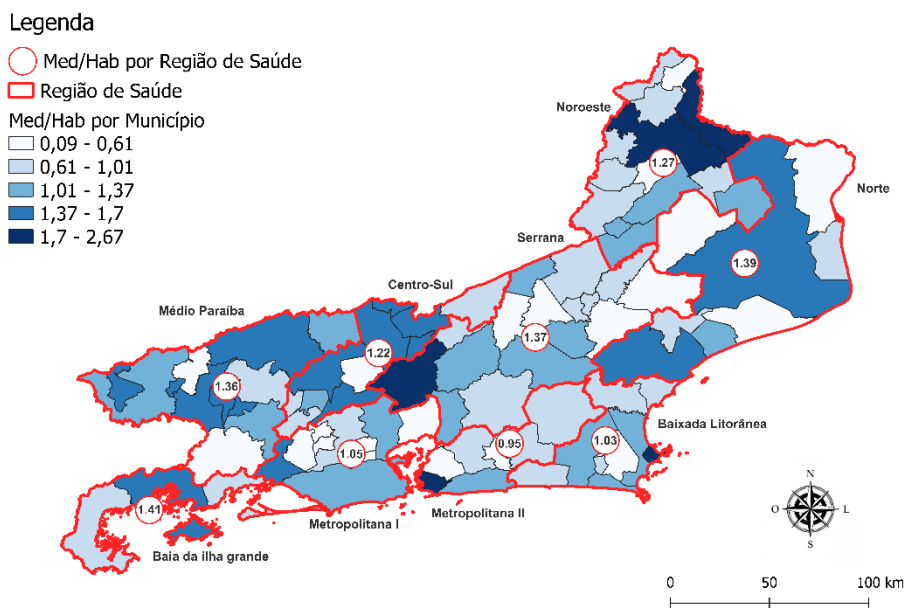 Legenda
Med/Hab por Região de Saúde
Região de Saúde
Med/Hab por Município
0,09 - 0,61
0,61 - 1,01
1,01 - 1,37
1,37 - 1,7
1,7 - 2,67
Noroeste
1.27
Norte
Serrana
1.39
Centro-Sul
Médio Paraíba
1.37
1.22
1.36
Baixada Litorânea
0.95
1.03
1.05
1.41
Metropolitana I
Metropolitana II
Baia da ilha grande
N
O
L
S
0
50
100 km